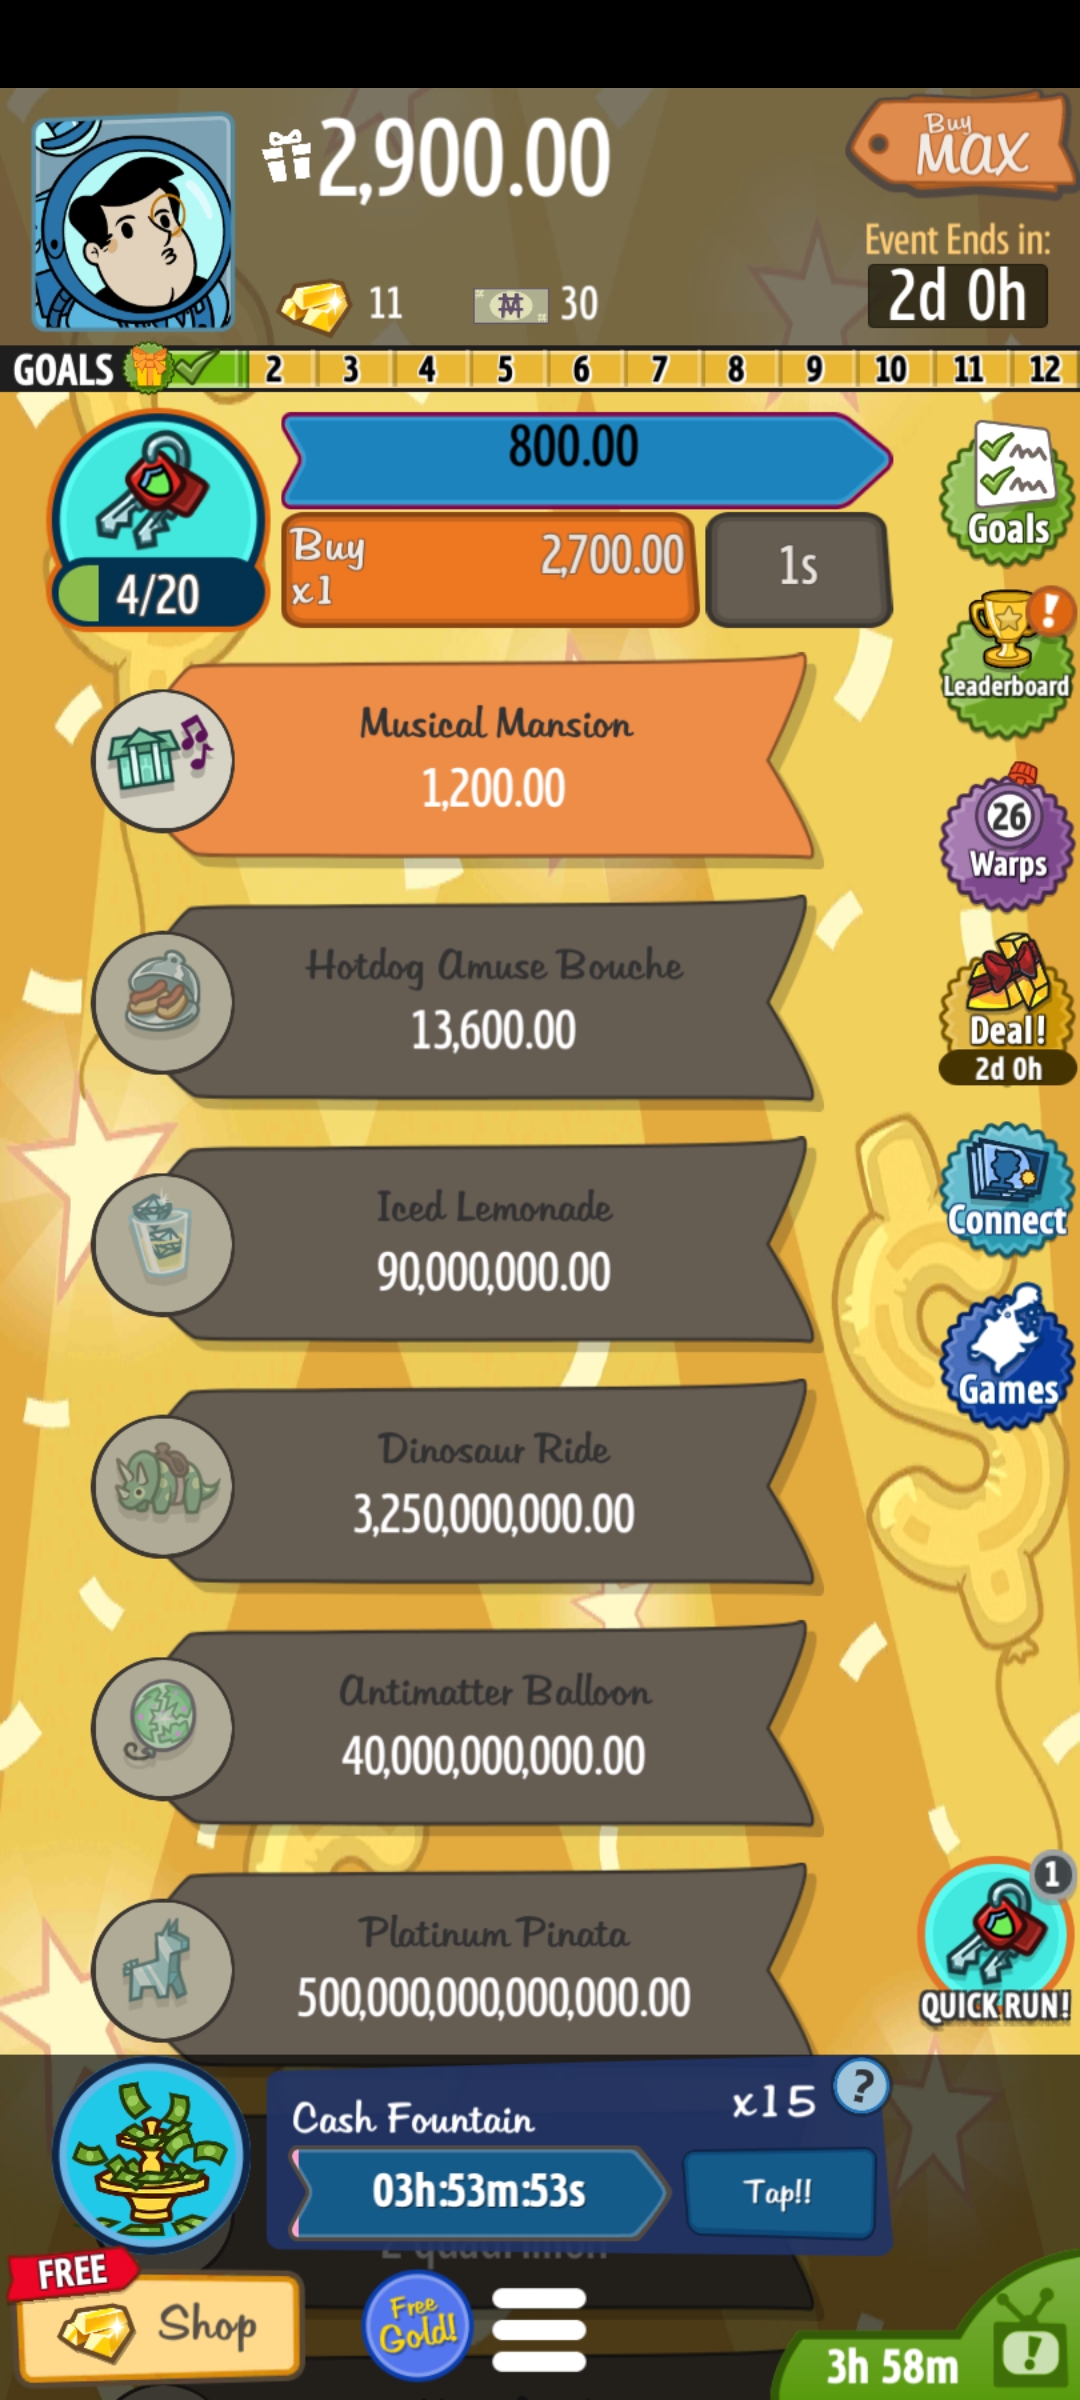 2,900.00
Buy
MAX
Event Ends in:
2d 0h
11
30
GOALS 2 3 4 5 6 7 8 9 10 11 12
800.00
Buy
x1
2,700.00
1s
4/20
Goals
!
Leaderboard
Musical Mansion
1,200.00
26
Warps
Hotdog Amuse Bouche
13,600.00
Deal!
2d 0h
Iced Lemonade
90,000,000.00
Connect
Games
Dinosaur Ride
3,250,000,000.00
Antimatter Balloon
40,000,000,000.00
Platinum Pinata
500,000,000,000,000.00
1
QUICK RUN!
Cash Fountain
x15
?
03h:53m:53s
Tap!!
FREE
Shop
Free
Gold!
3h 58m
!